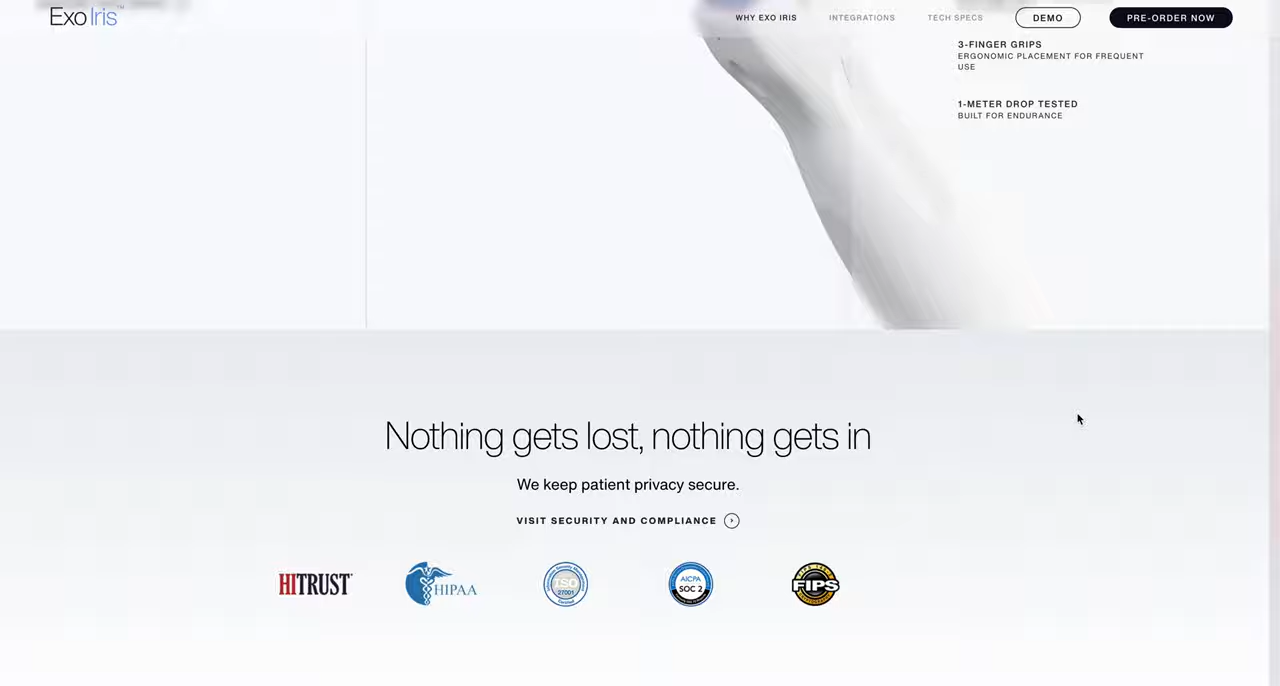 Exo Iris™
WHY EXO IRIS
INTEGRATIONS
TECH SPECS
DEMO
PRE-ORDER NOW
3-FINGER GRIPS
ERGONOMIC PLACEMENT FOR FREQUENT
USE
1-METER DROP TESTED
BUILT FOR ENDURANCE
Nothing gets lost, nothing gets in
We keep patient privacy secure.
VISIT SECURITY AND COMPLIANCE
HITRUST
HIPAA
ISO
27001
AICPA
SOC 2
FIPS